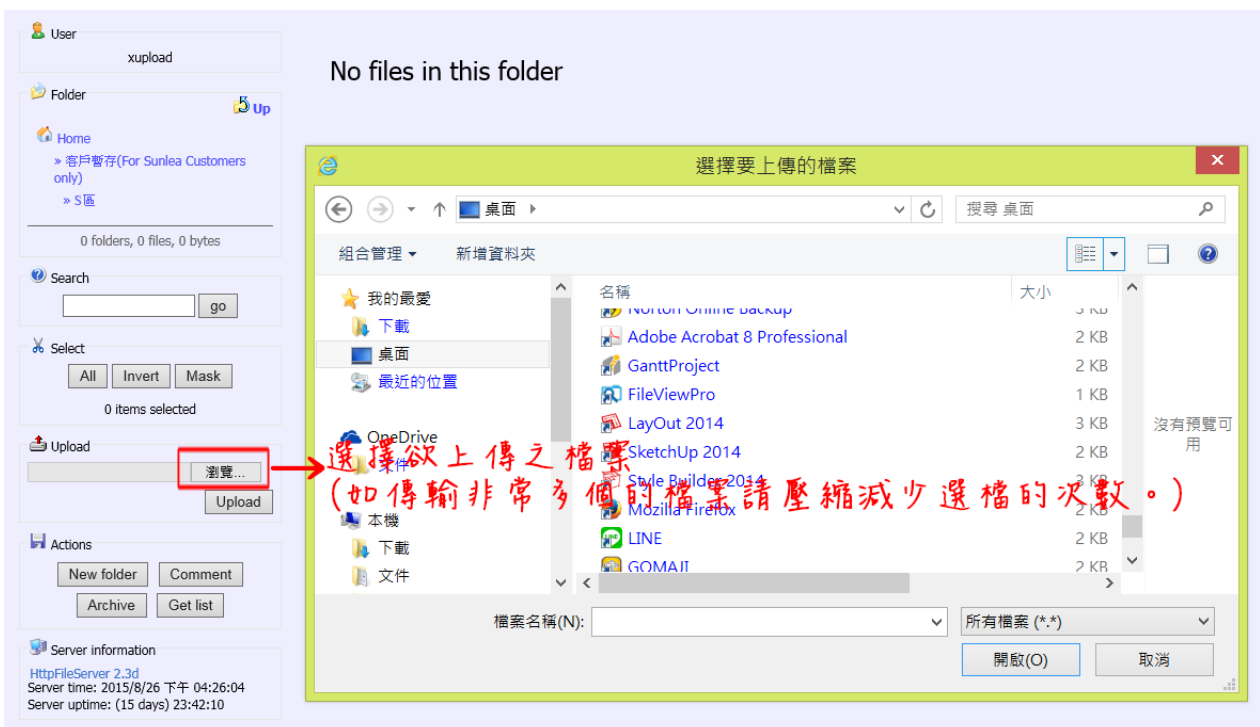 User
xupload
Folder
Up
Home
» 客戶暫存(For Sunlea Customers
only)
» S區
0 folders, 0 files, 0 bytes
Search
go
Select
All Invert Mask
0 items selected
Upload
瀏覽...
Upload
Actions
New folder Comment
Archive Get list
Server information
HttpFileServer 2.3d
Server time: 2015/8/26 下午 04:26:04
Server uptime: (15 days) 23:42:10
No files in this folder
選擇要上傳的檔案
桌面
搜尋 桌面
組合管理 新增資料夾
我的最愛
下載
桌面
最近的位置
OneDrive
文件
本機
下載
文件
名稱 大小
Norton Online Backup 3 KB
Adobe Acrobat 8 Professional 2 KB
GanttProject 2 KB
FileViewPro 1 KB
LayOut 2014 3 KB
SketchUp 2014 2 KB
Style Builder 2014 3 KB
Mozilla Firefox 2 KB
LINE 2 KB
GOMAJI 2 KB
沒有預覽可
用
選擇欲上傳之檔案
(如傳輸非常多個的檔案請壓縮減少選檔的次數。)
檔案名稱(N): 所有檔案 (*.*)
開啟(O) 取消